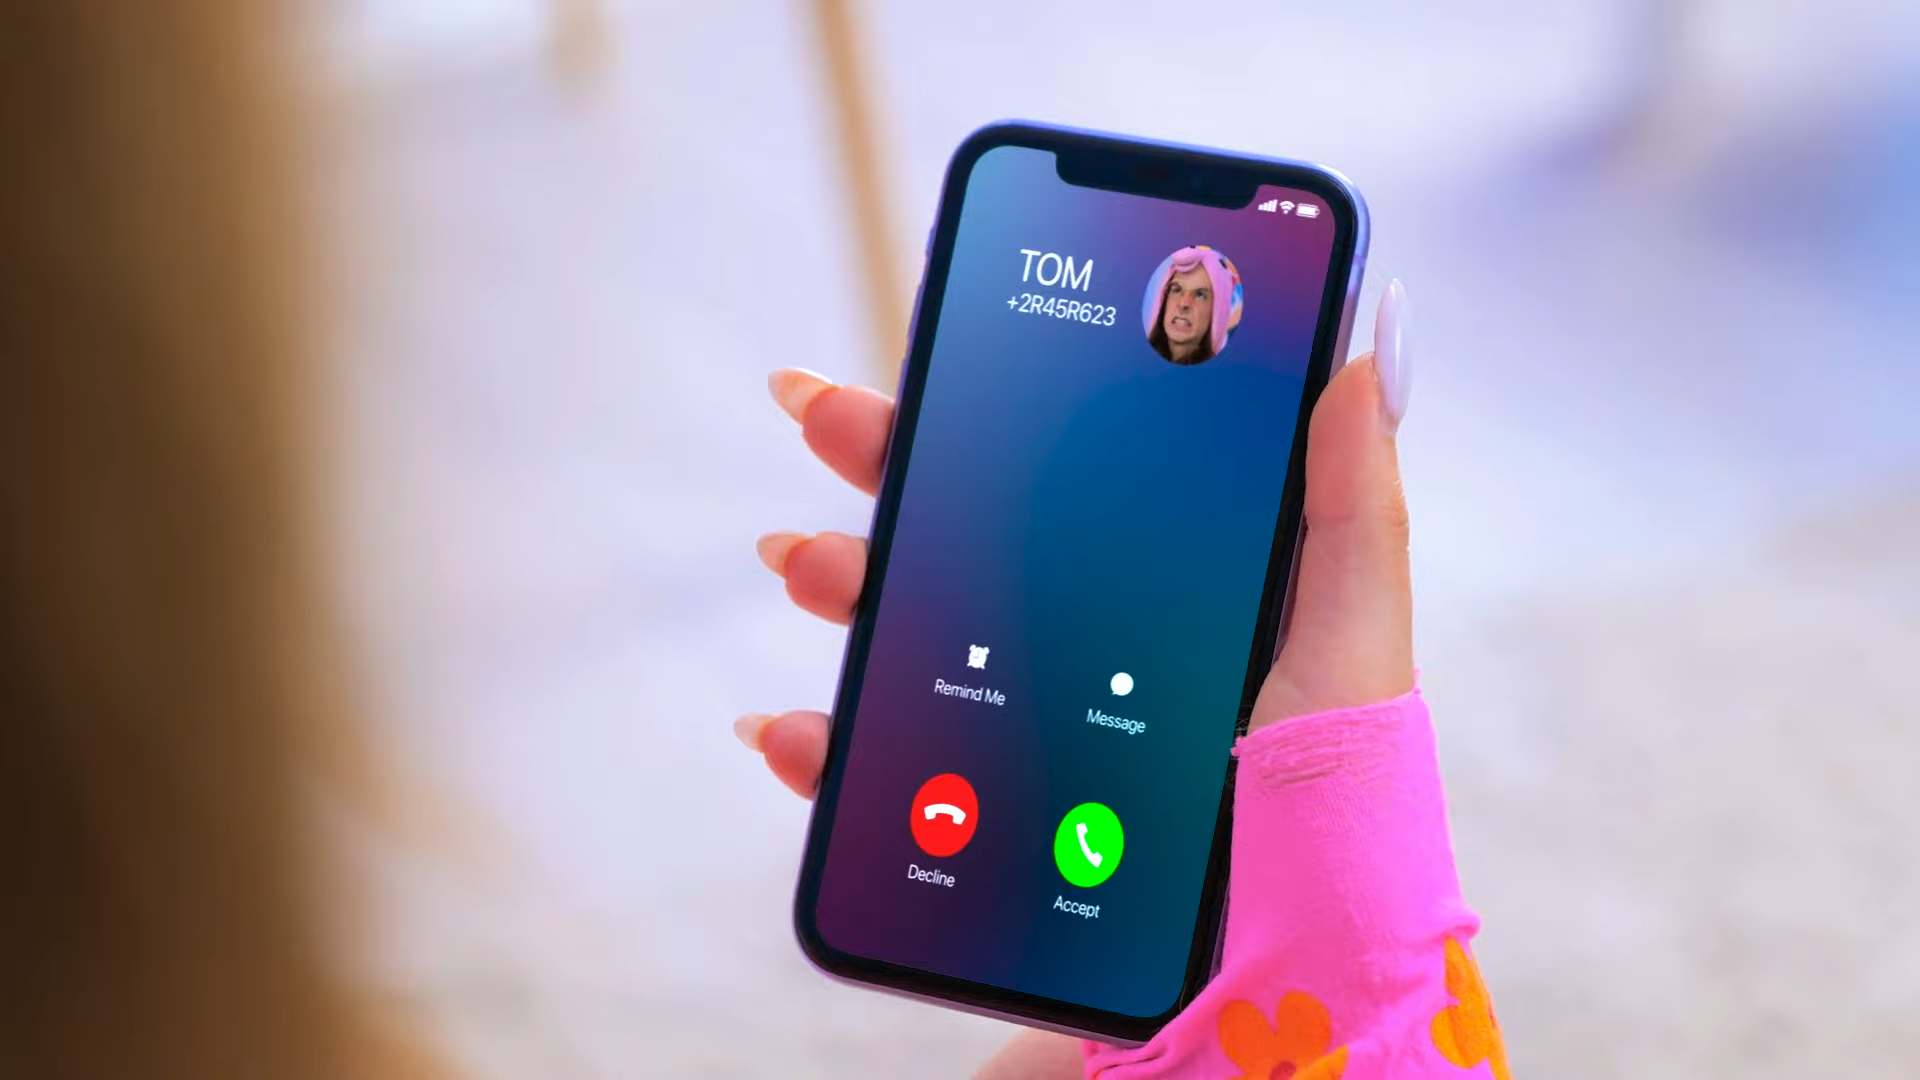 TOM
+2R45R623
Remind Me
Message
Decline
Accept